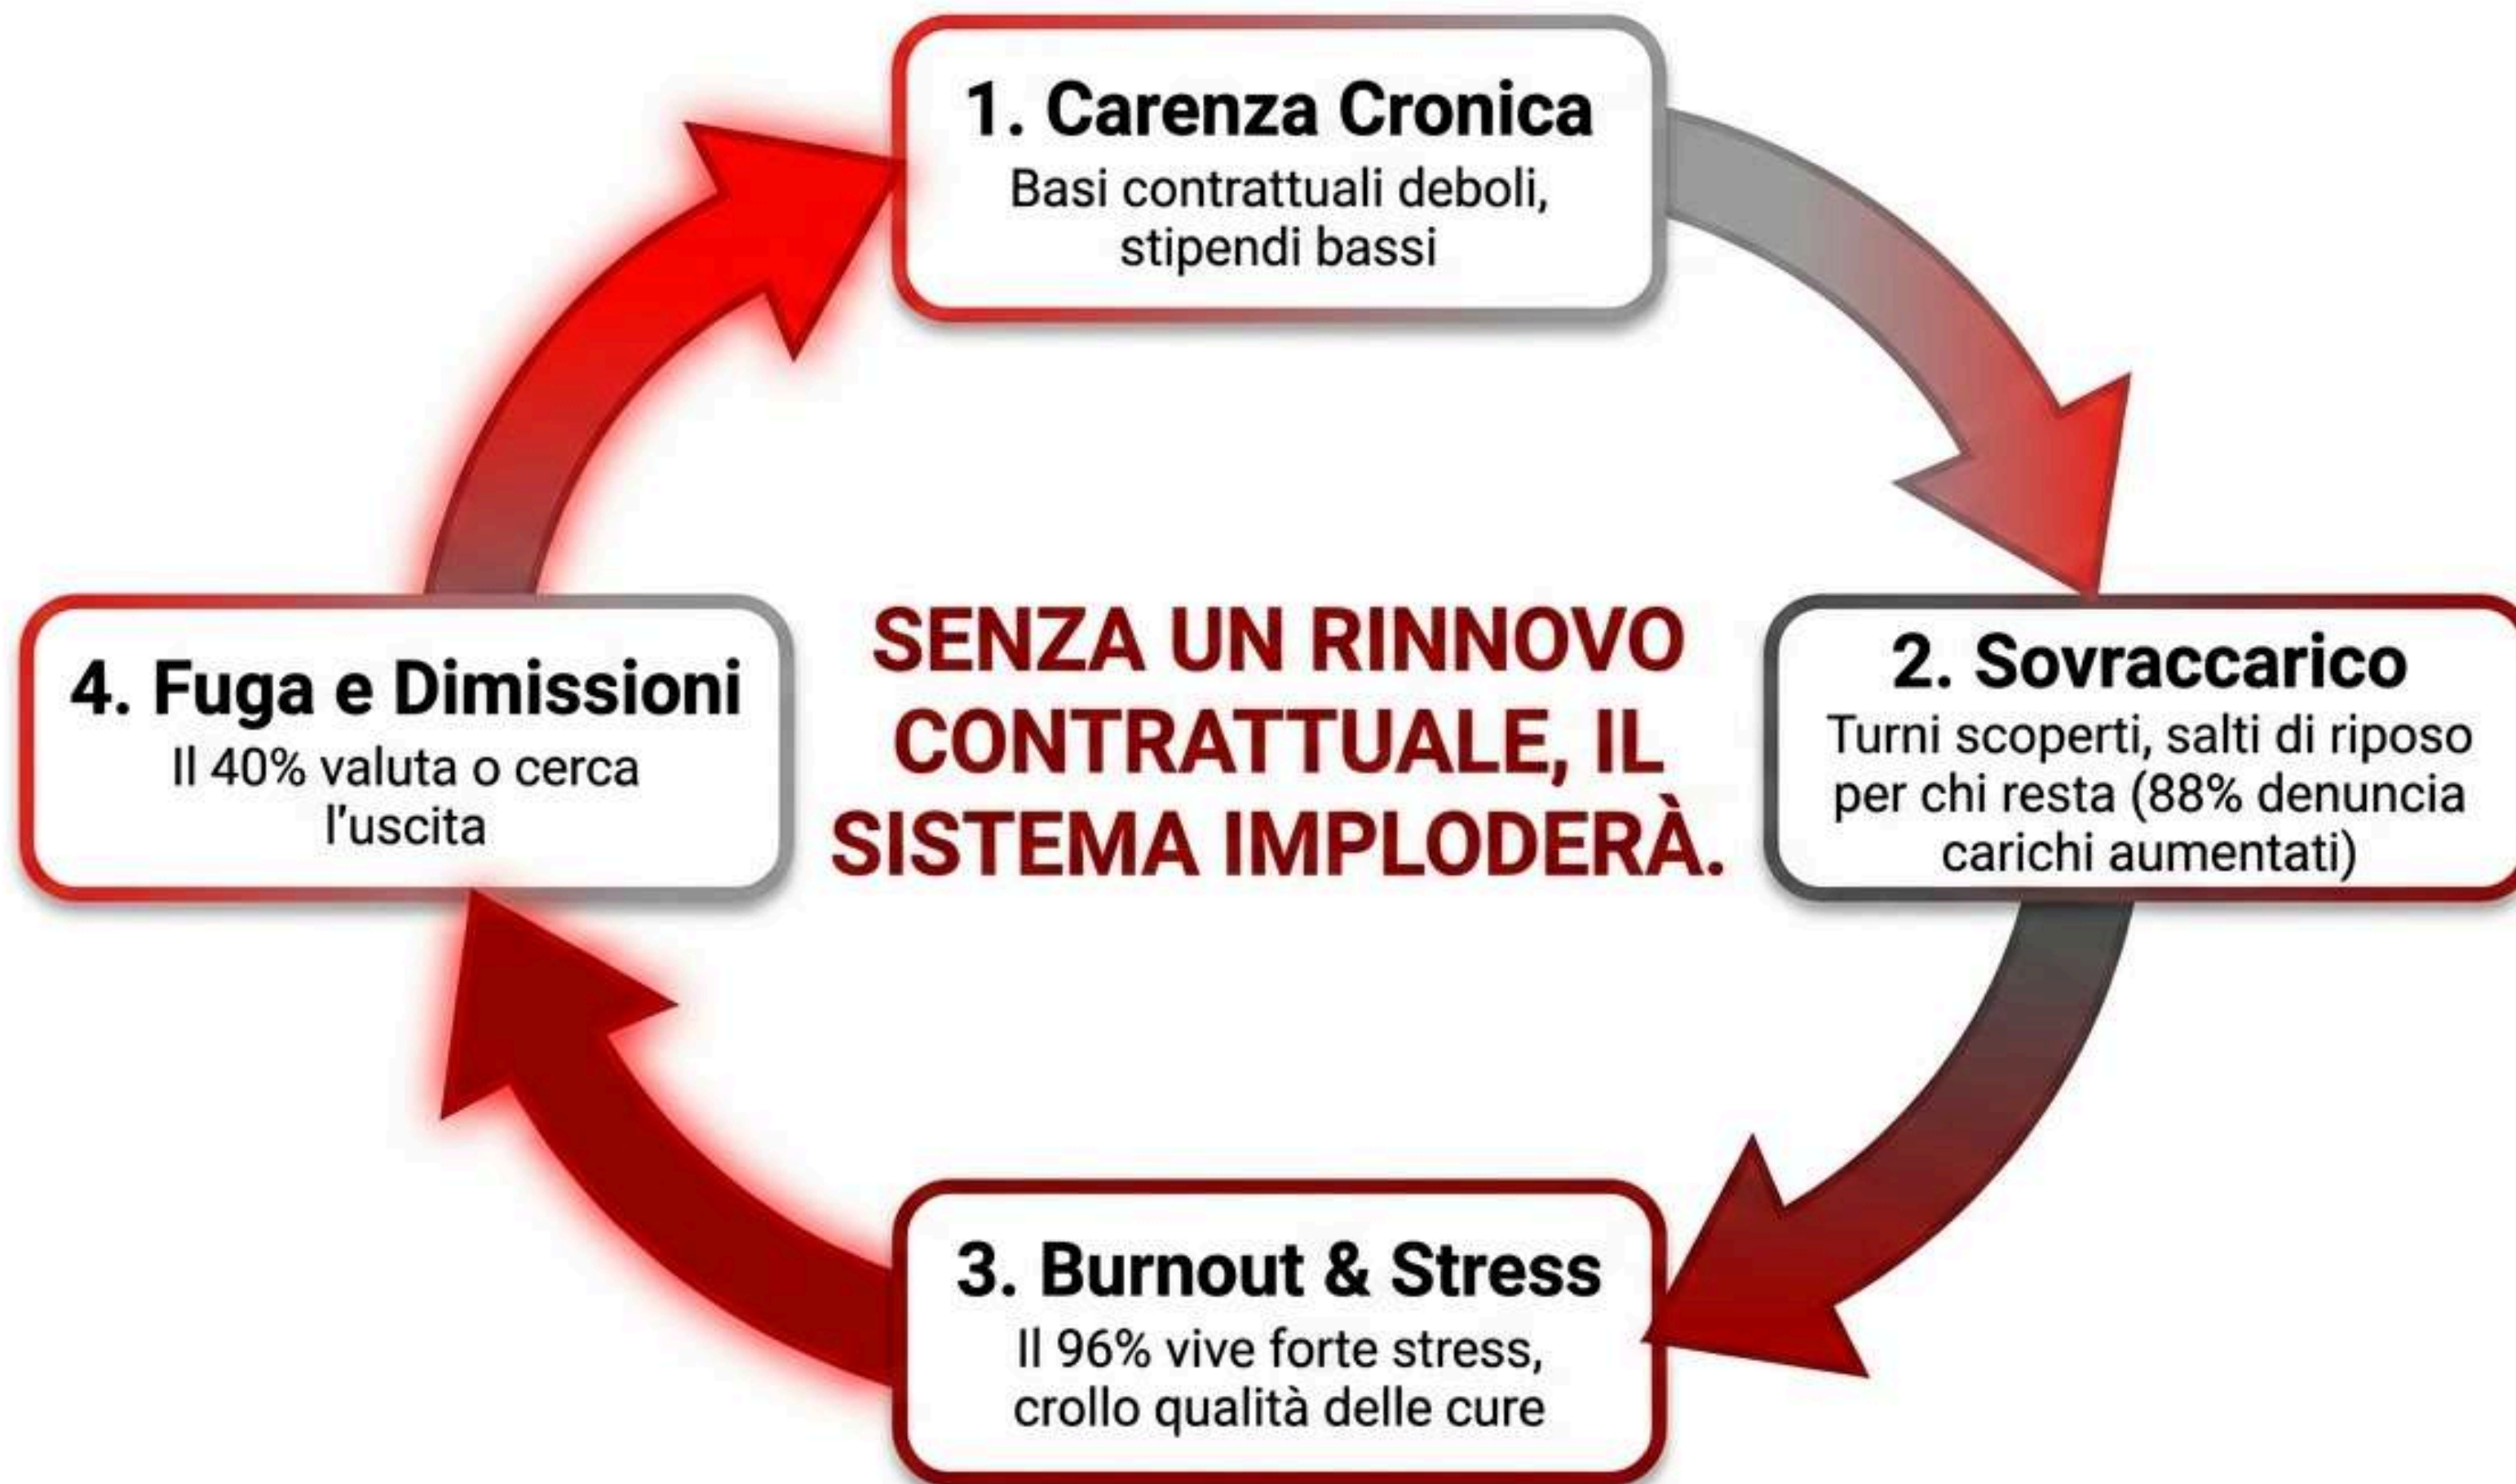 1. Carenza Cronica
Basi contrattuali deboli,
stipendi bassi
2. Sovraccarico
Turni scoperti, salti di riposo
per chi resta (88% denuncia
carichi aumentati)
3. Burnout & Stress
Il 96% vive forte stress,
crollo qualità delle cure
4. Fuga e Dimissioni
Il 40% valuta o cerca
l'uscita
SENZA UN RINNOVO
CONTRATTUALE, IL
SISTEMA IMPLODERÀ.